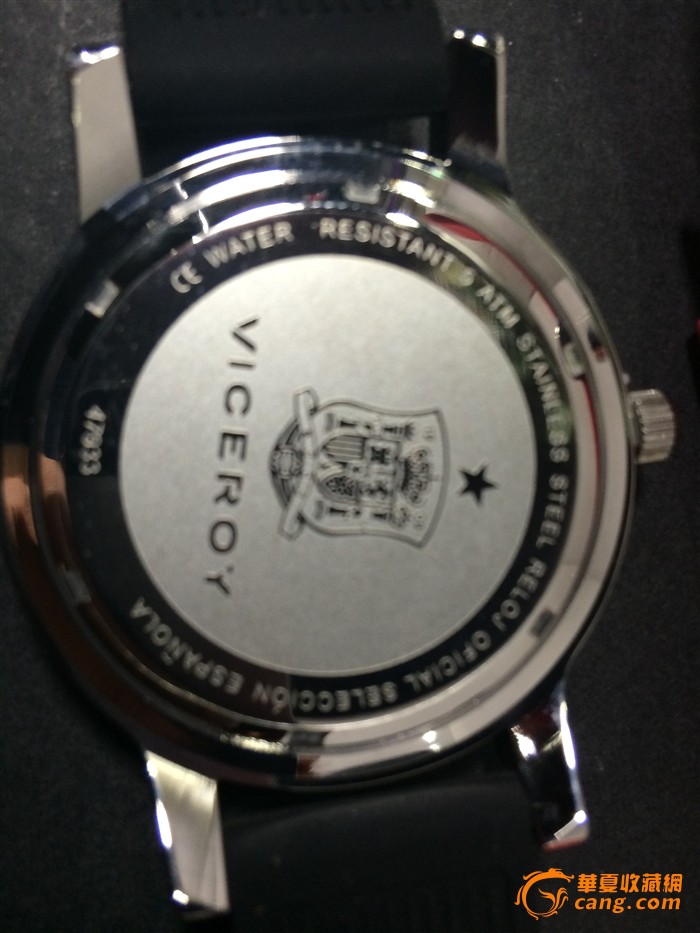 CE WATER RESISTANT 5 ATM STAINLESS STEEL RELOJ OFICIAL SELECCIÓN ESPAÑOLA
VICEROY
華夏收藏網
cang.com